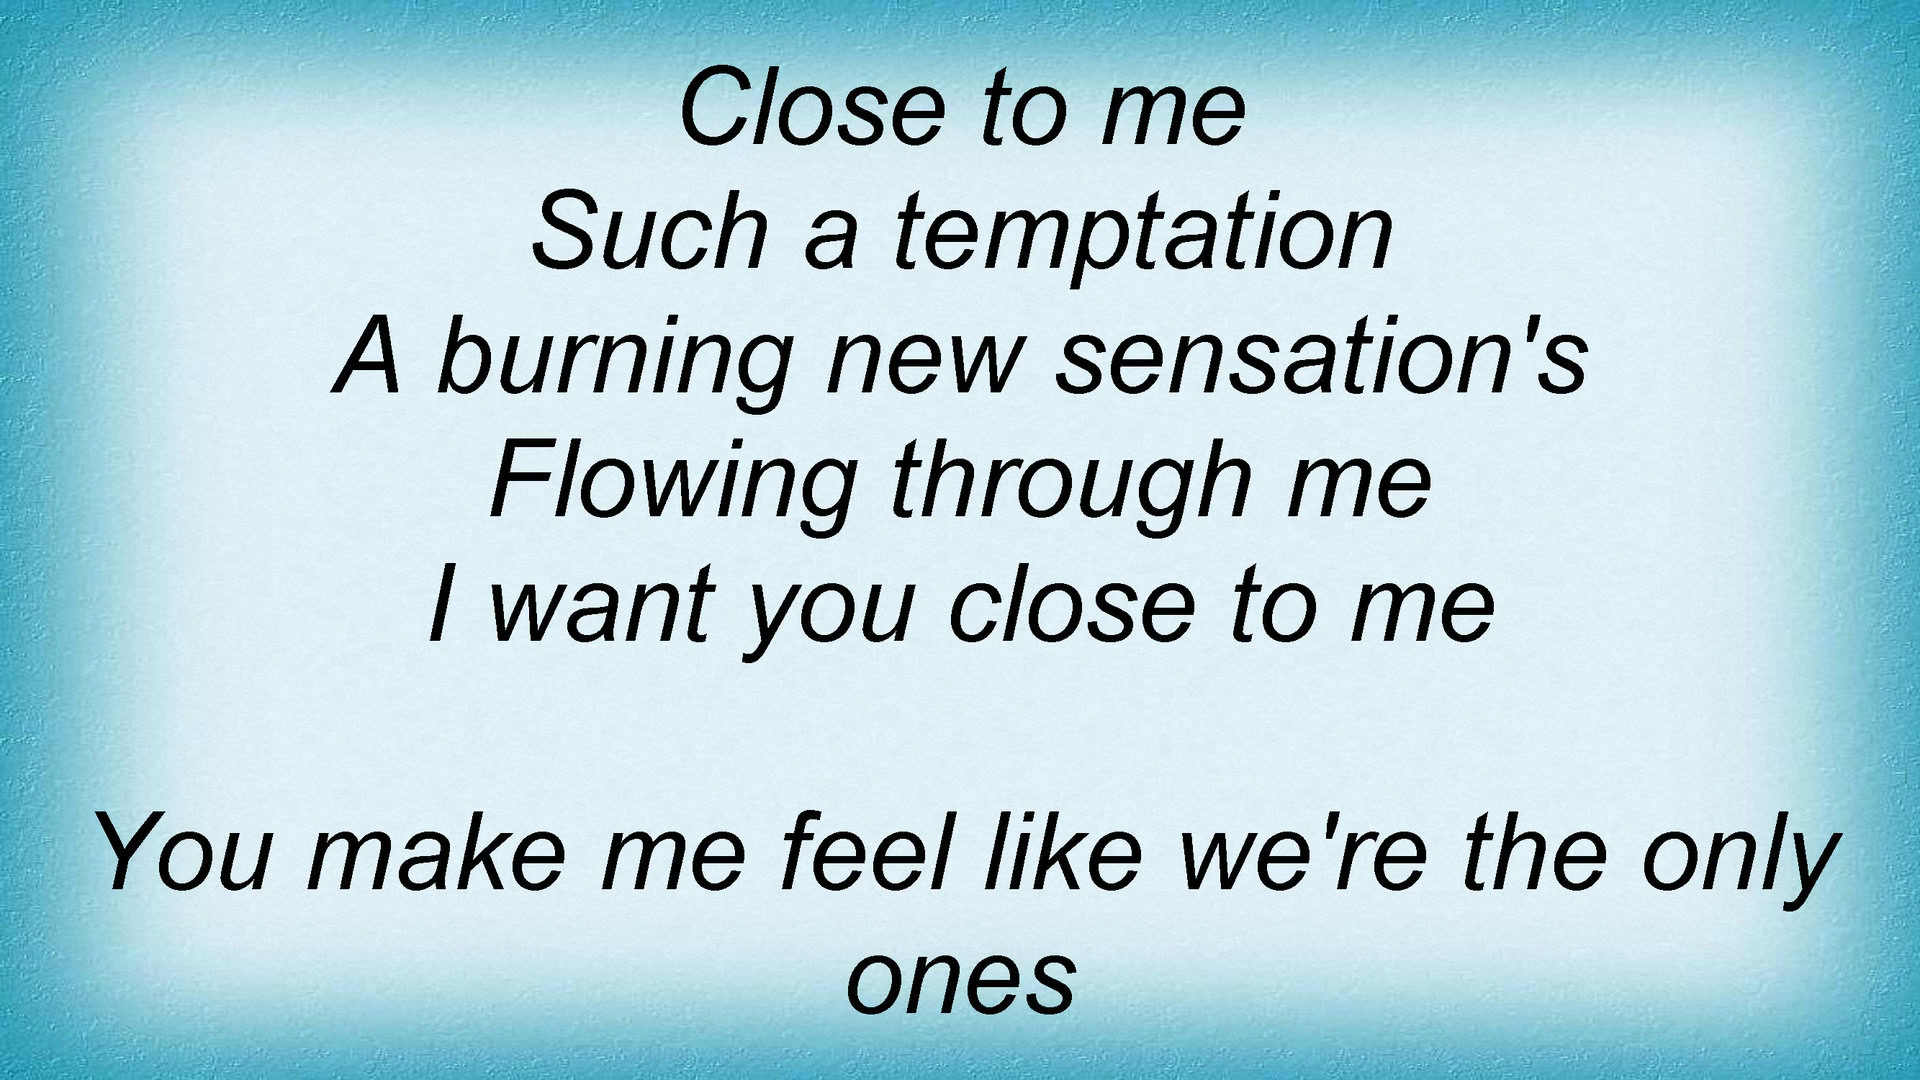 Close to me
Such a temptation
A burning new sensation's
Flowing through me
I want you close to me
You make me feel like we're the only
ones